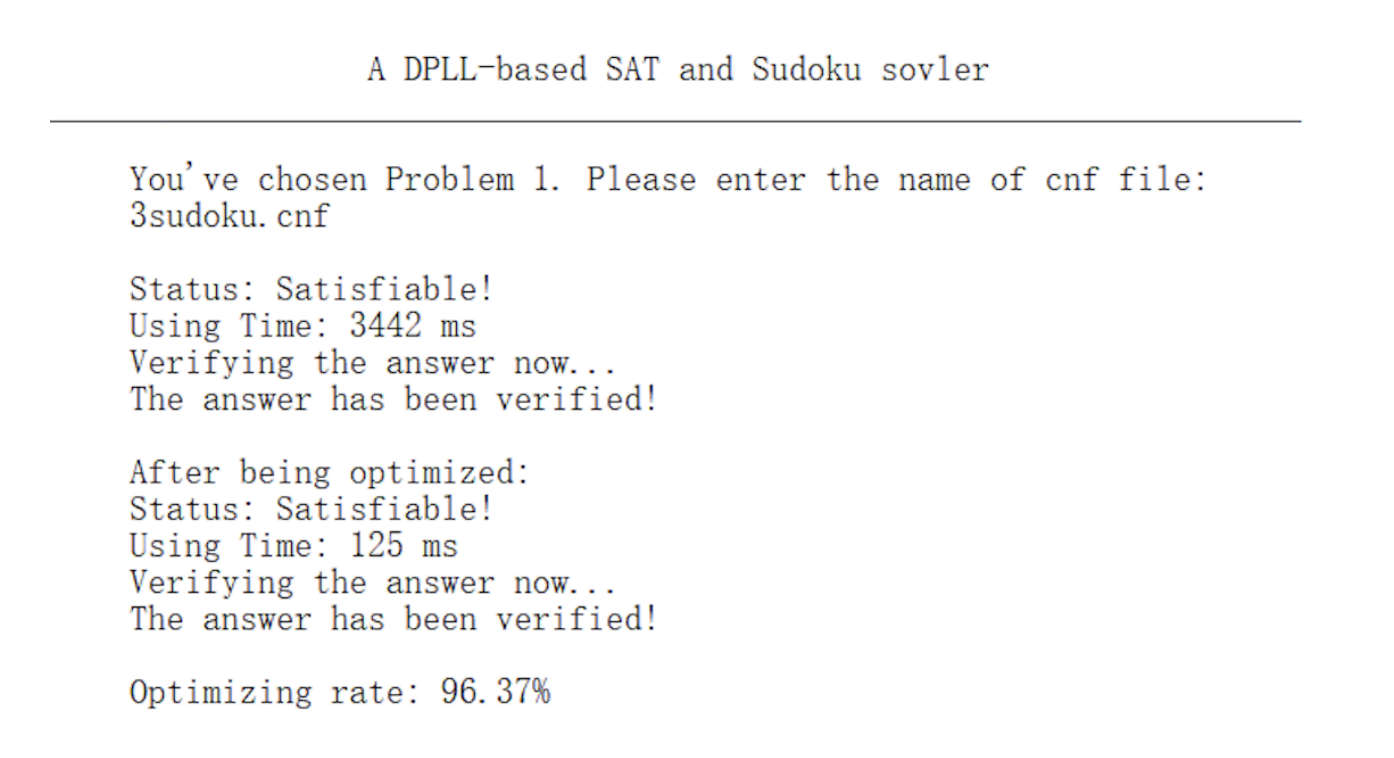 A DPLL-based SAT and Sudoku sovler
You've chosen Problem 1. Please enter the name of cnf file:
3sudoku.cnf
Status: Satisfiable!
Using Time: 3442 ms
Verifying the answer now...
The answer has been verified!
After being optimized:
Status: Satisfiable!
Using Time: 125 ms
Verifying the answer now...
The answer has been verified!
Optimizing rate: 96.37%